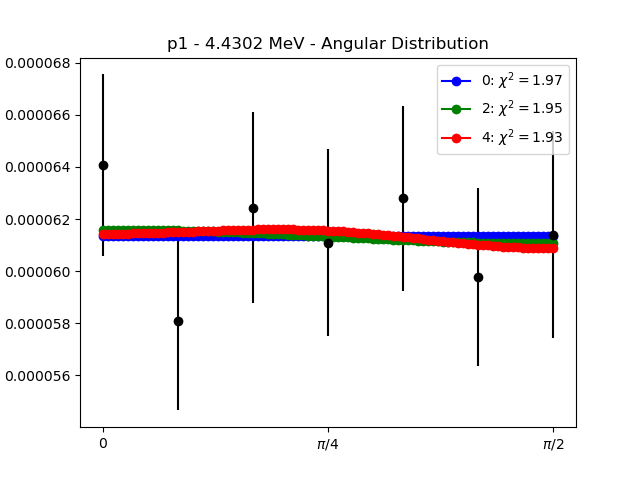 p1 - 4.4302 MeV - Angular Distribution
0.000068
0.000066
0.000064
0.000062
0.000060
0.000058
0.000056
0: χ² = 1.97
2: χ² = 1.95
4: χ² = 1.93
0
π/4
π/2